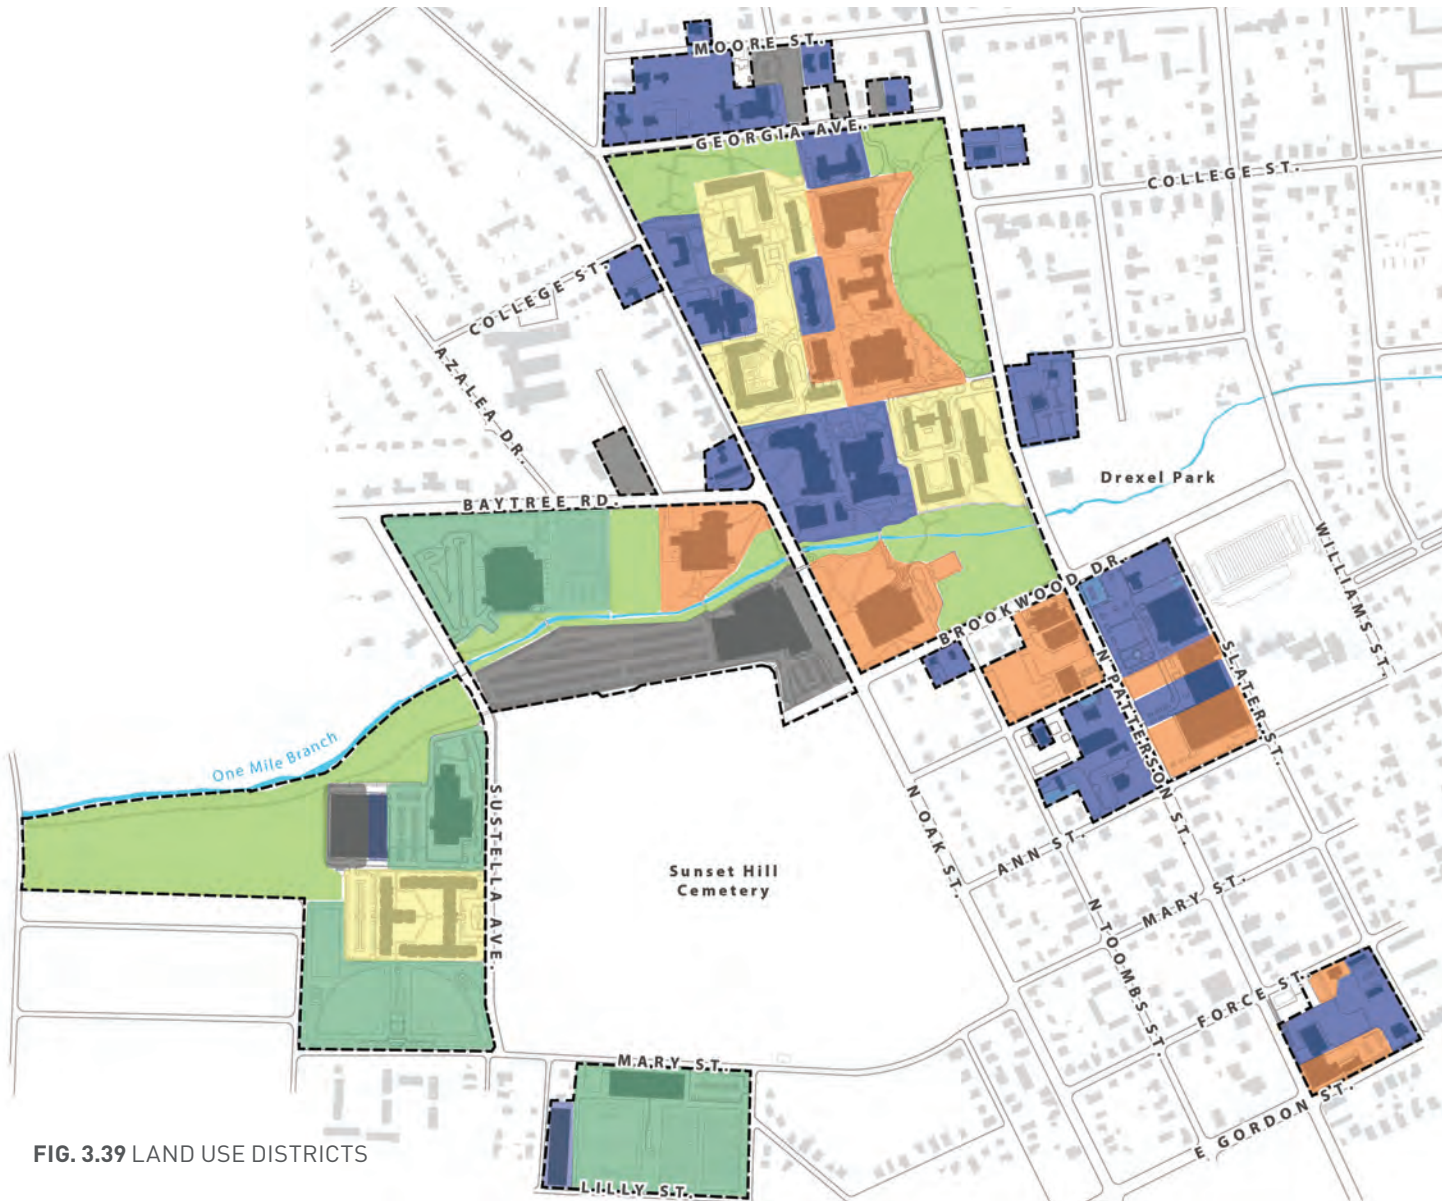 MOORE ST.
GEORGIA AVE.
COLLEGE ST.
COLLEGE ST.
AZALEA DR.
BAYTREE RD.
Drexel Park
WILLIAMS ST.
BROOKWOOD DR.
SLATER ST.
N PATTERSON ST.
One Mile Branch
SUSTELLA AVE.
N OAK ST.
Sunset Hill
Cemetery
ANN ST.
MARY ST.
N TOOMBS ST.
FORCE ST.
MARY ST.
E GORDON ST.
FIG. 3.39 LAND USE DISTRICTS
LILLY ST.